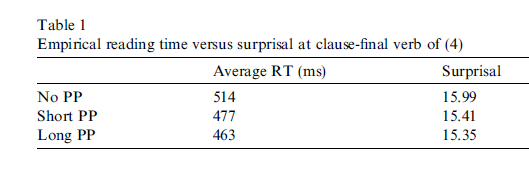 Table 1
Empirical reading time versus surprisal at clause-final verb of (4)
Average RT (ms) Surprisal
No PP 514 15.99
Short PP 477 15.41
Long PP 463 15.35